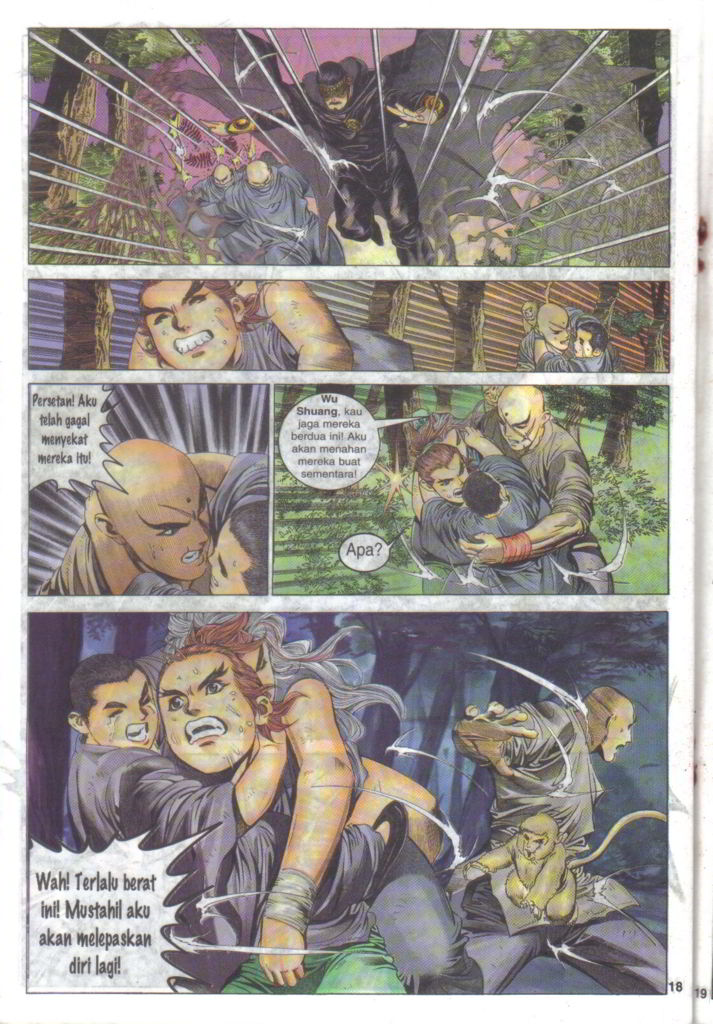 Persetan! Aku
telah gagal
menyekat
mereka itu!
Wu
Shuang, kau
jaga mereka
berdua ini! Aku
akan menahan
mereka buat
sementara!
Apa?
Wah! Terlalu berat
ini! Mustahil aku
akan melepaskan
diri lagi!
18
19